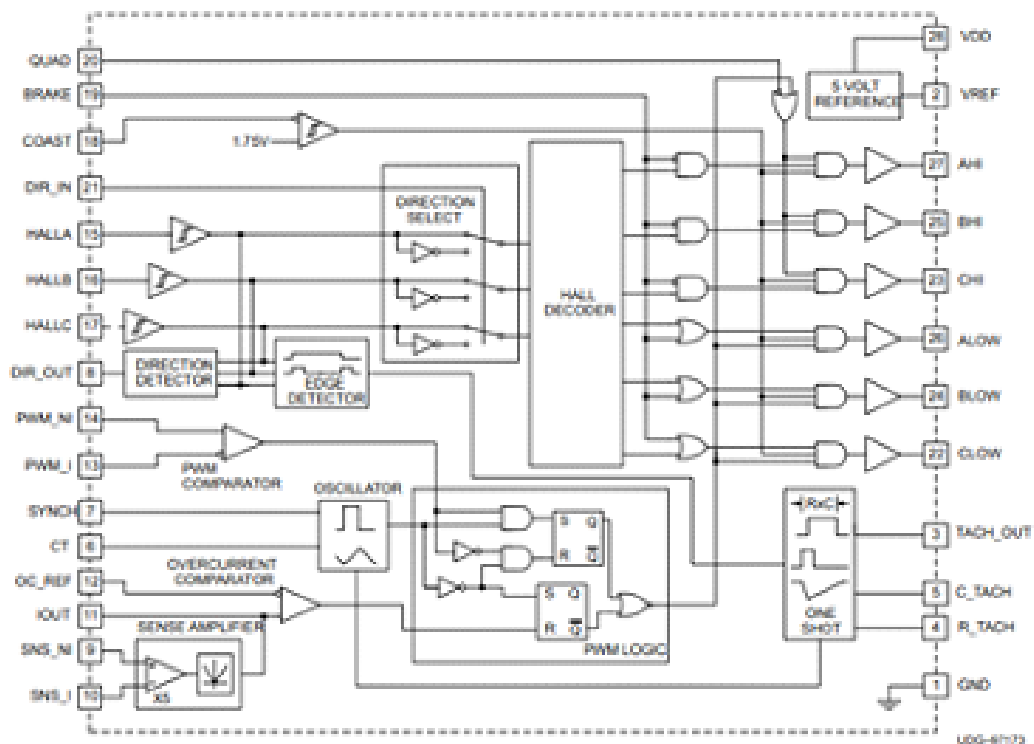 QUAD 20
BRAKE 19
COAST 18
1.75V
DIR_IN 21
HALLA 15
HALLB 16
HALLC 17
DIR_OUT 8
PWM_NI 14
PWM_I 13
SYNCH 7
CT 6
OC_REF 12
IOUT 11
SNS_NI 9
SNS_I 10
DIRECTION
SELECT
DIRECTION
DETECTOR
EDGE
DETECTOR
PWM
COMPARATOR
OSCILLATOR
OVERCURRENT
COMPARATOR
SENSE AMPLIFIER
X5
HALL
DECODER
S Q
R Q
S Q
R Q
PWM LOGIC
5 VOLT
REFERENCE
28 VDD
2 VREF
27 AHI
25 BHI
23 CHI
26 ALOW
24 BLOW
22 CLOW
(RxC)
ONE
SHOT
3 TACH_OUT
5 C_TACH
4 R_TACH
1 GND
UDG-97173